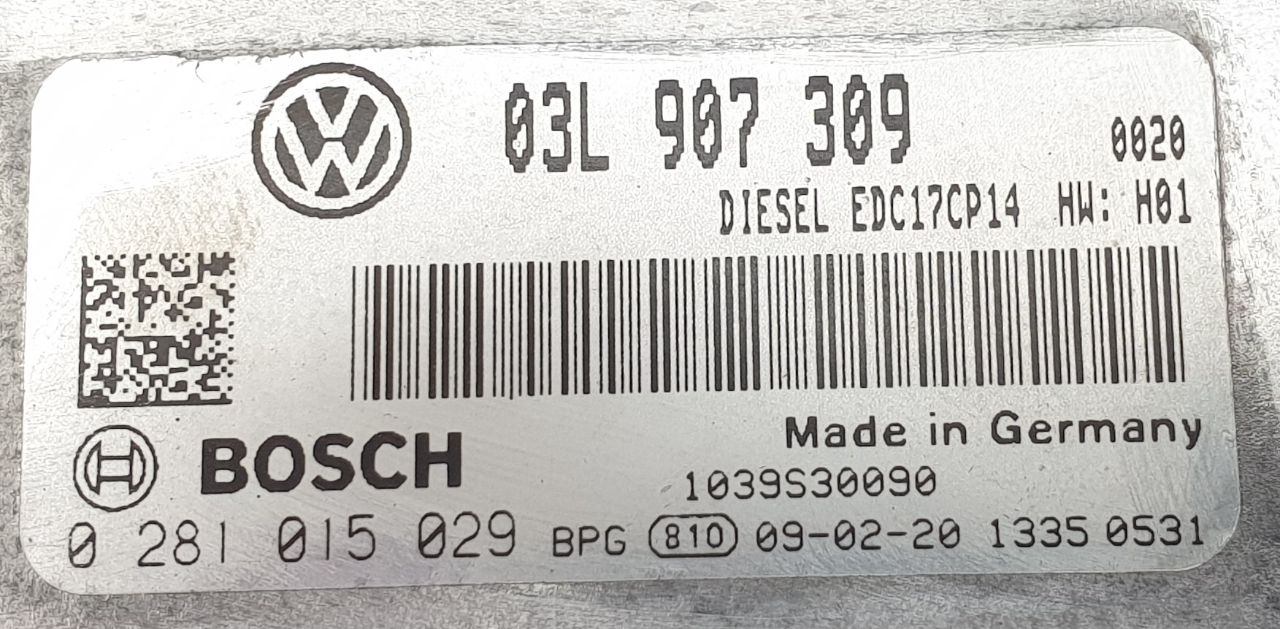 03L 907 309
0020
DIESEL EDC17CP14 HW: H01
Made in Germany
BOSCH
1039S30090
0 281 015 029 BPG 810 09-02-20 1335 0531